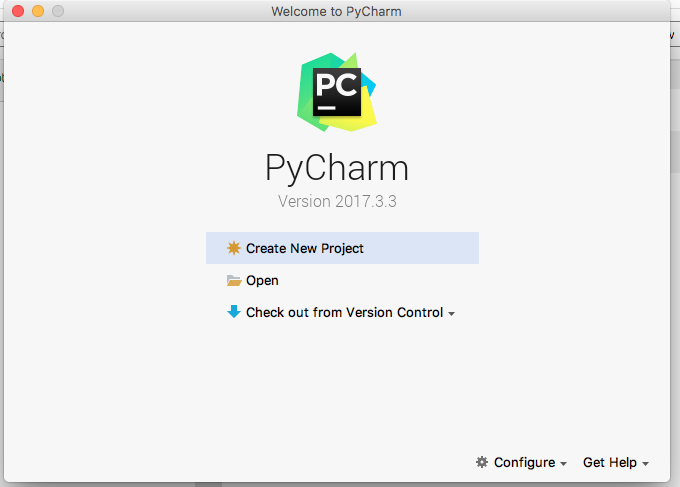 Welcome to PyCharm
PC
PyCharm
Version 2017.3.3
Create New Project
Open
Check out from Version Control
Configure
Get Help